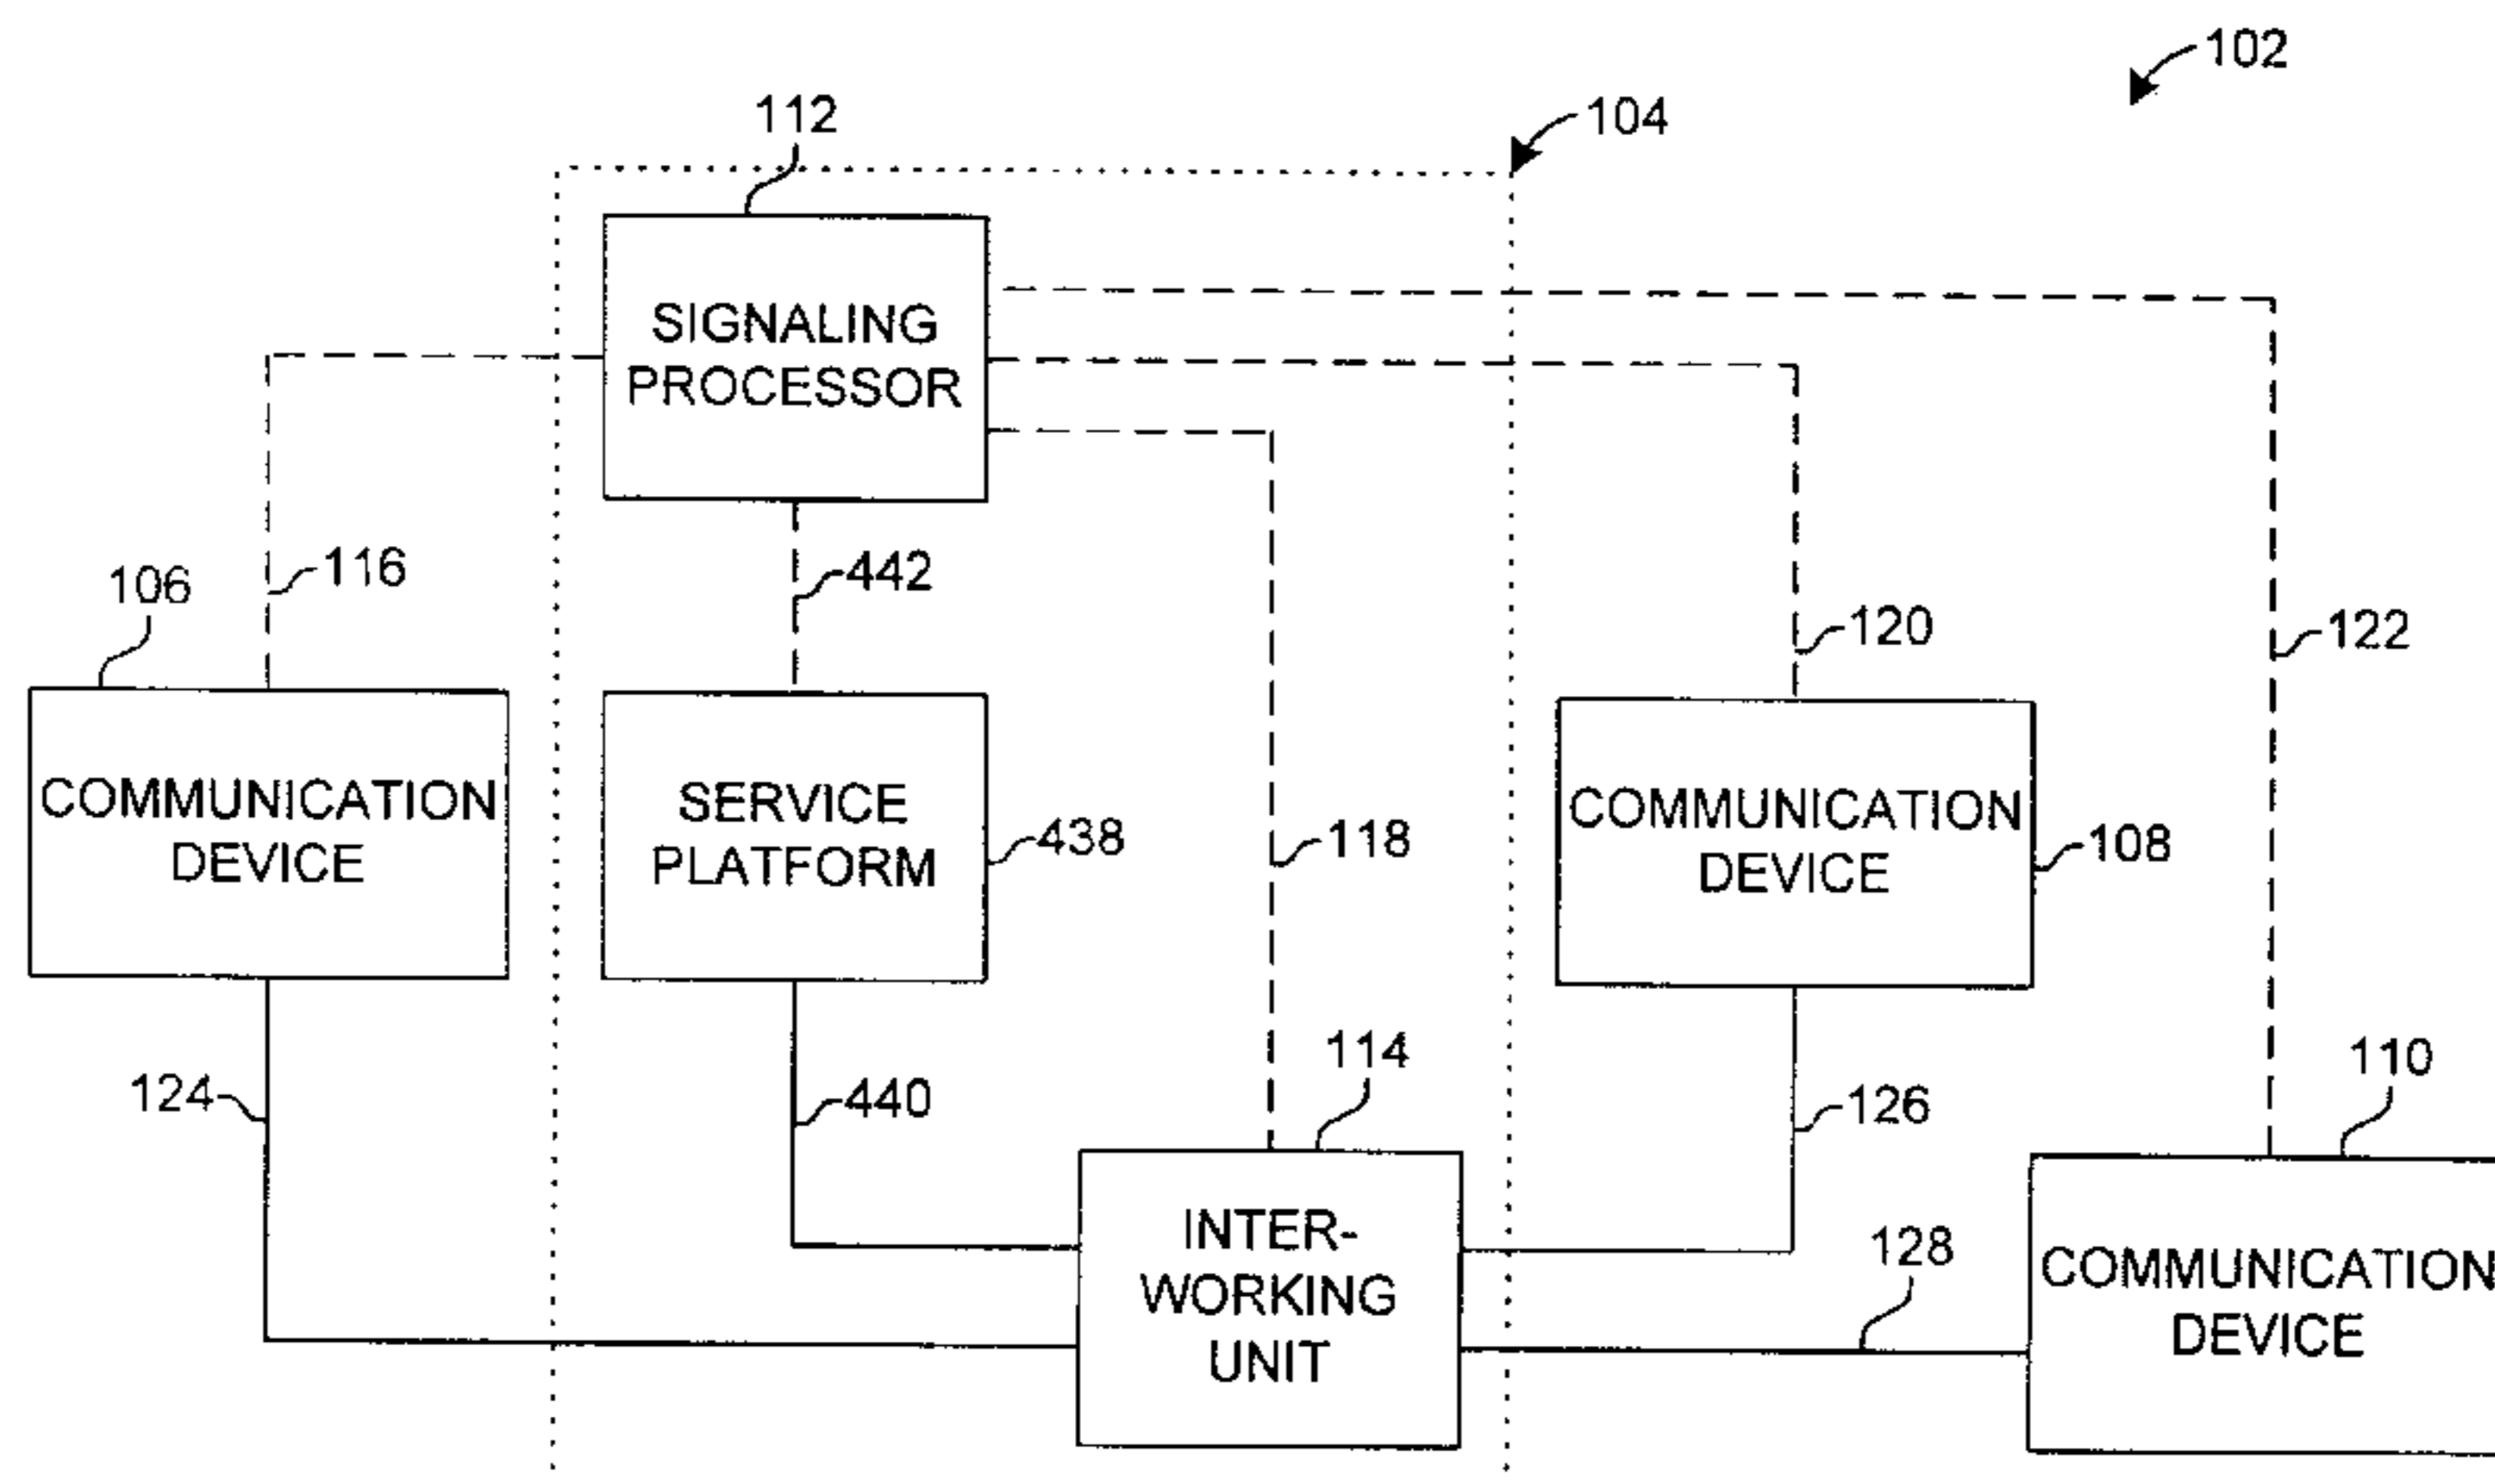 102
104
112
SIGNALING
PROCESSOR
116
106
442
120
122
COMMUNICATION
DEVICE
SERVICE
PLATFORM
438
118
COMMUNICATION
DEVICE
108
124
440
114
126
110
INTER-
WORKING
UNIT
128
COMMUNICATION
DEVICE